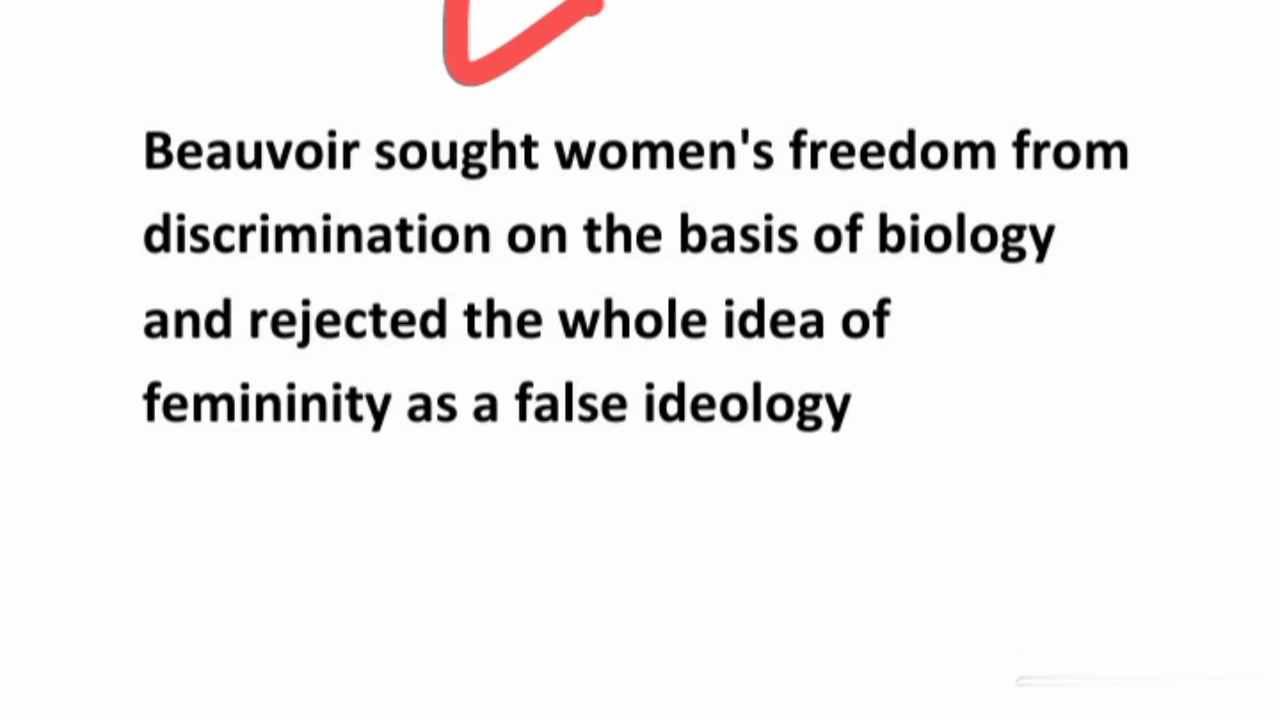 Beauvoir sought women's freedom from
discrimination on the basis of biology
and rejected the whole idea of
femininity as a false ideology